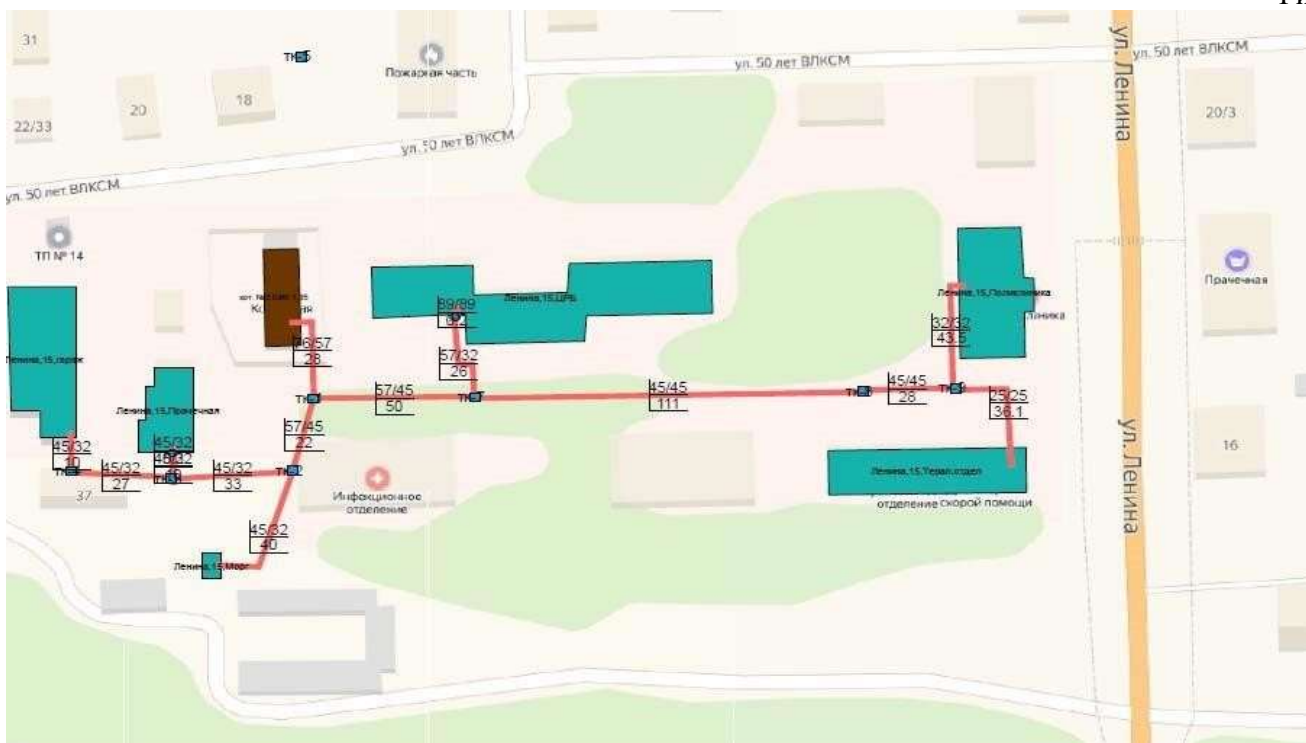 31
ТК-5
Пожарная часть
ул. 50 лет ВЛКСМ
ул. 50 лет ВЛКСМ
ул. Ленина
20
18
22/33
20/3
ул. 50 лет ВЛКСМ
ул. 50 лет ВЛКСМ
ТП № 14
Прачечная
Ленина,15,ЦРБ
Ленина,15,Поликлиника
89/89
32/32
43.5
76/57
28
57/32
26
Ленина,15,гараж
57/45
50
45/45
111
45/45
28
25/25
36.1
Ленина,15,Прачечная
57/45
22
45/32
10
45/32
27
45/32
45/32
33
37
Инфекционное
отделение
отделение скорой помощи
ул. Ленина
16
45/32
40
Ленина,15,Морг